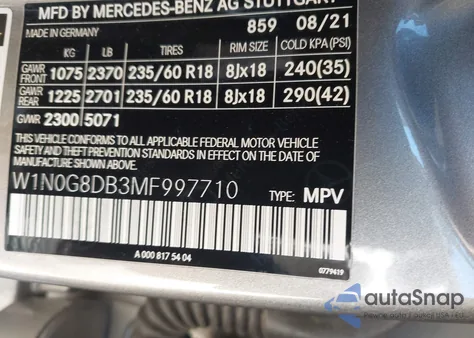 MFD BY MERCEDES-BENZ AG STUTTGART
MADE IN GERMANY 859 08/21
KG LB TIRES RIM SIZE COLD KPA(PSI)
GAWR FRONT 1075 2370 235/60 R18 8Jx18 240(35)
GAWR REAR 1225 2701 235/60 R18 8Jx18 290(42)
GVWR 2300 5071
THIS VEHICLE CONFORMS TO ALL APPLICABLE FEDERAL MOTOR VEHICLE
SAFETY AND THEFT PREVENTION STANDARDS IN EFFECT ON THE DATE OF
MANUFACTURE SHOWN ABOVE.
W1N0G8DB3MF997710 TYPE: MPV
A 000 817 54 04 0779419
autaSnap